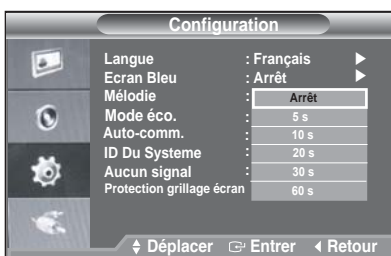 Configuration
Langue : Français
Ecran Bleu : Arrêt
Mélodie : Arrêt
Mode éco. : 5 s
Auto-comm. : 10 s
ID Du Systeme : 20 s
Aucun signal : 30 s
Protection grillage écran 60 s
Déplacer Entrer Retour